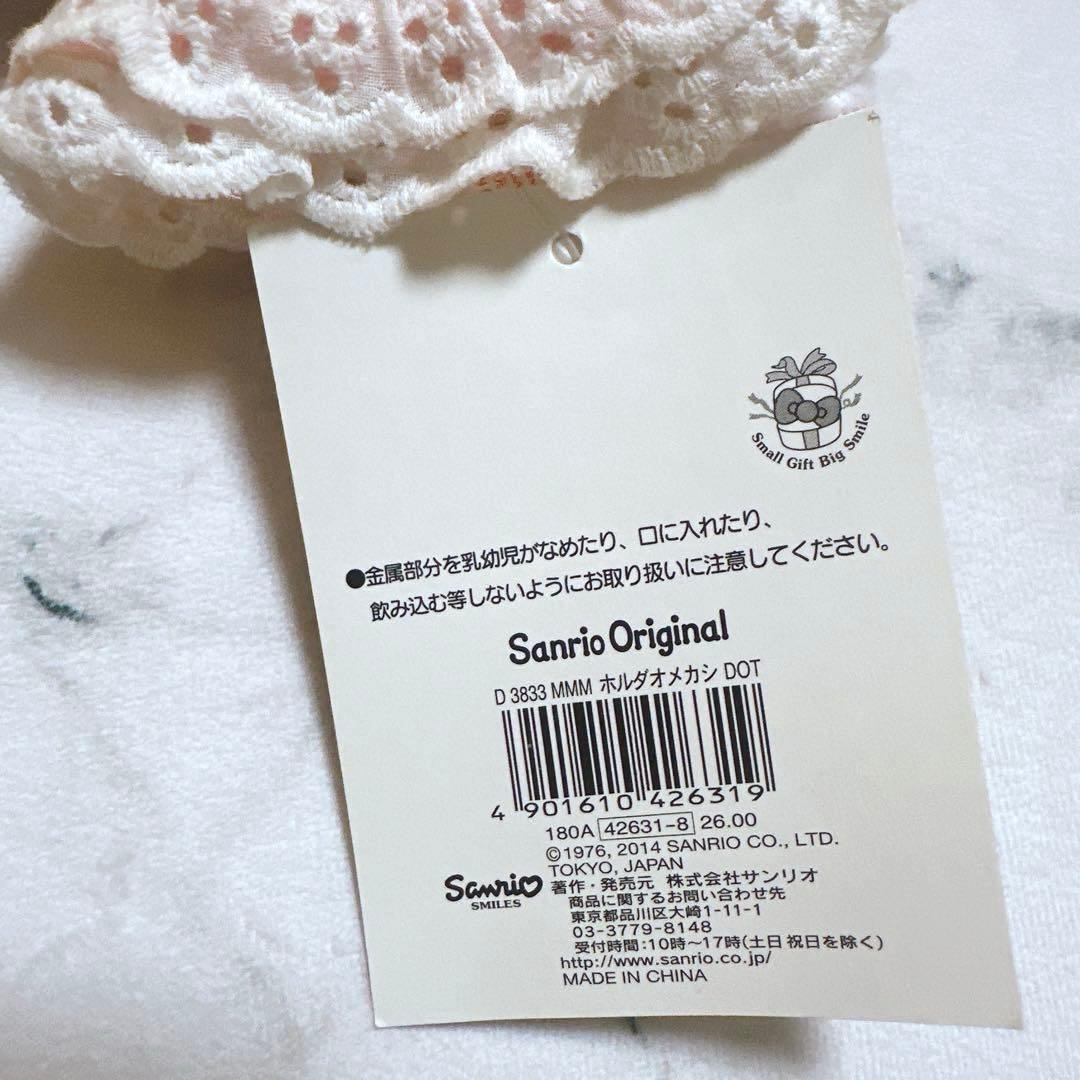 Small Gift Big Smile
●金属部分を乳幼児がなめたり、口に入れたり、
飲み込む等しないようにお取り扱いに注意してください。
Sanrio Original
D 3833 MMM ホルダオメカシ DOT
4 901610 426319
180A 42631-8 26.00
©1976, 2014 SANRIO CO., LTD.
TOKYO, JAPAN
Sanrio
SMILES
著作・発売元 株式会社サンリオ
商品に関するお問い合わせ先
東京都品川区大崎1-11-1
03-3779-8148
受付時間:10時〜17時(土日祝日を除く)
http://www.sanrio.co.jp/
MADE IN CHINA